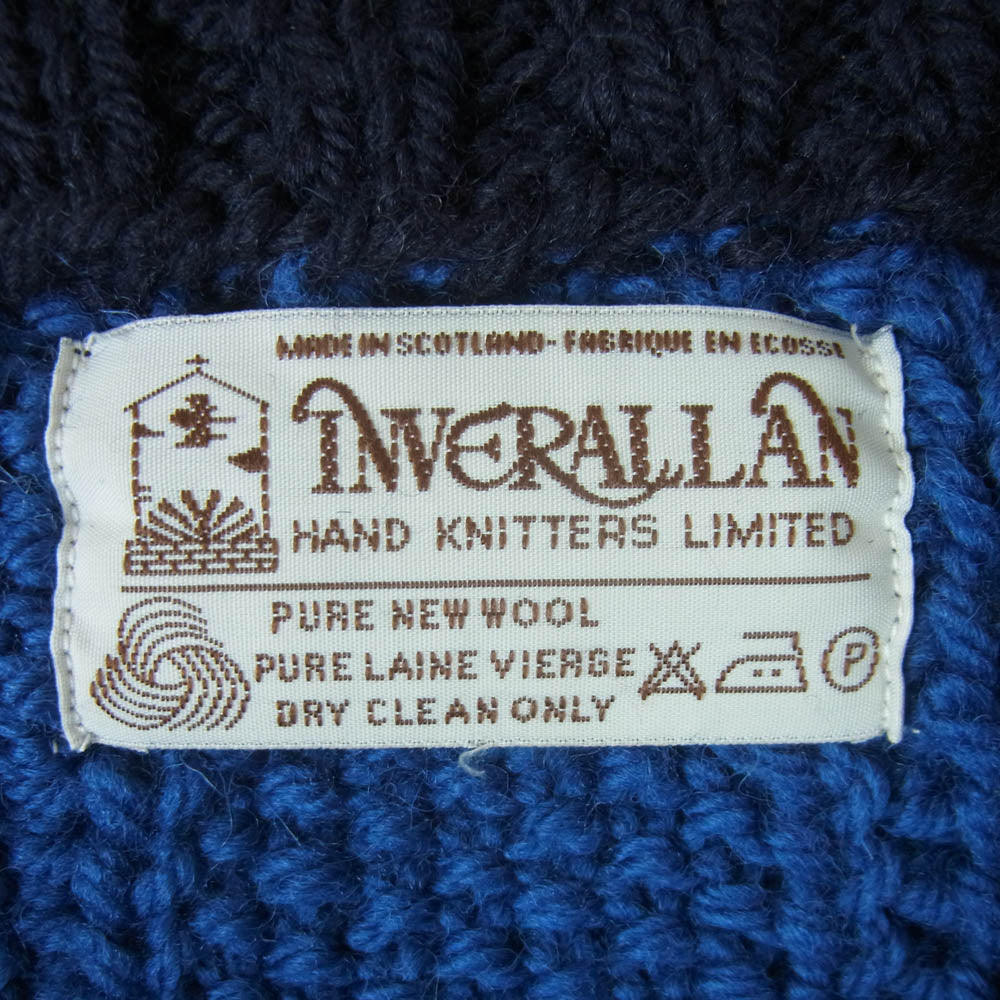 MADE IN SCOTLAND - FABRIQUE EN ECOSSE
INVERALLAN
HAND KNITTERS LIMITED
PURE NEW WOOL
PURE LAINE VIERGE
DRY CLEAN ONLY
P